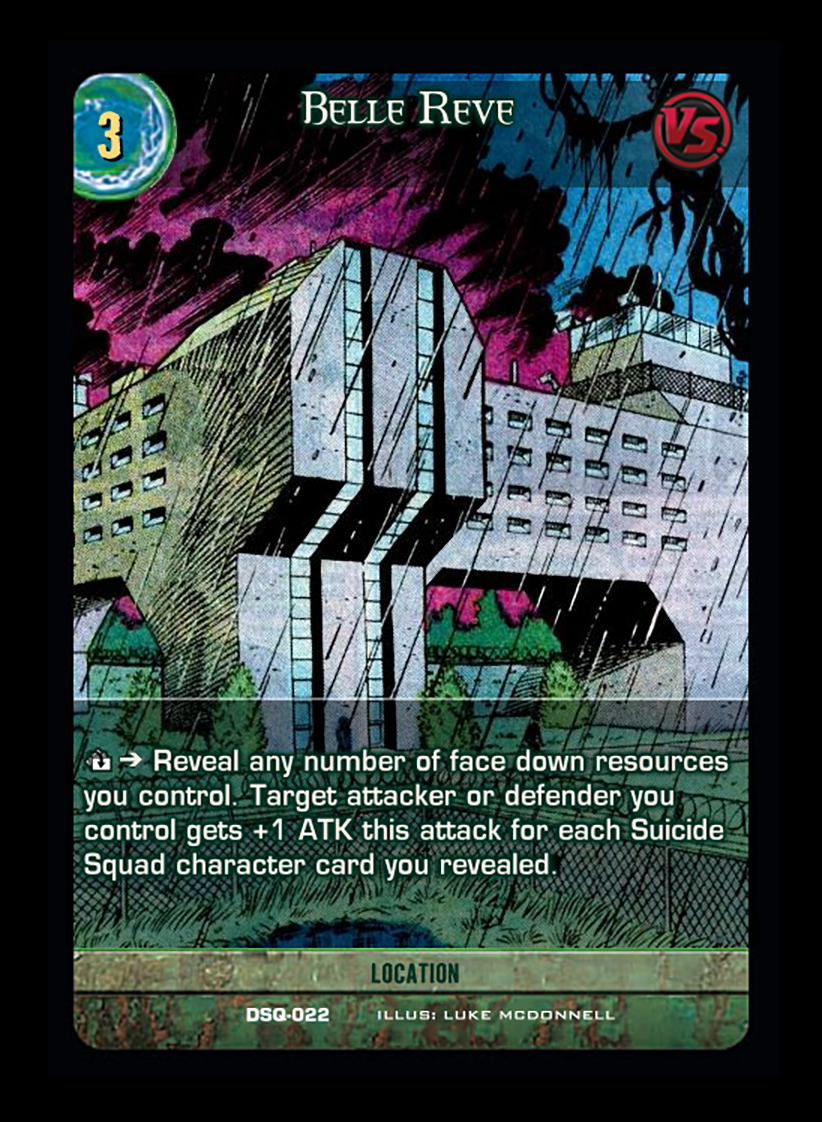 3
Belle Reve
VS.
➔ Reveal any number of face down resources
you control. Target attacker or defender you
control gets +1 ATK this attack for each Suicide
Squad character card you revealed.
LOCATION
DSQ-022 ILLUS: LUKE MCDONNELL